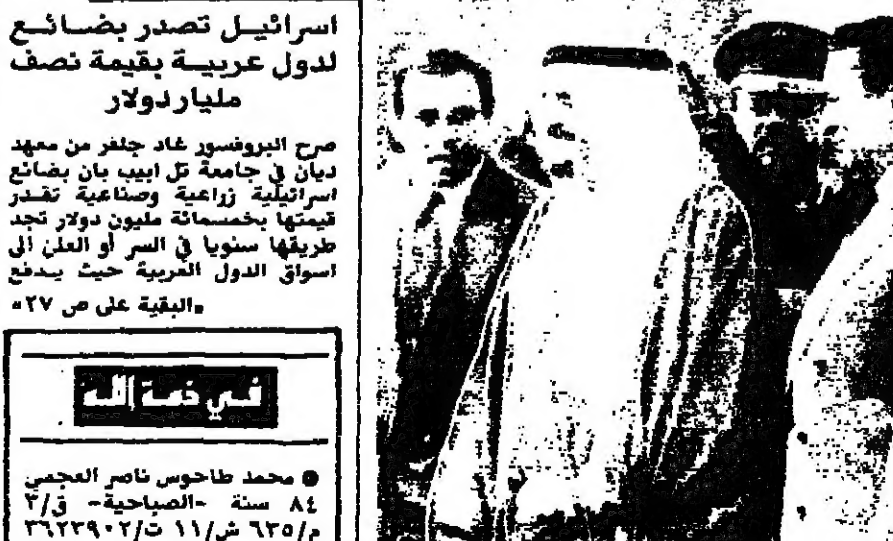 اسرائيل تصدر بضائع
لدول عربية بقيمة نصف
مليار دولار
صرح البروفسور غاد جلغر من معهد
ديان في جامعة تل ابيب بان بضائع
اسرائيلية زراعية وصناعية تقدر
قيمتها بخمسمائة مليون دولار تجد
طريقها سنويا في السر أو العلن الى
اسواق الدول العربية حيث يدفع
«البقية على ص ٢٧»
في ذمة الله
● محمد طاحوس ناصر العجمي
٨٤ سنة -الصباحية- ق/٣
م/٦٣٥ ش/١١ ت/٣٦٢٣٩٠٢